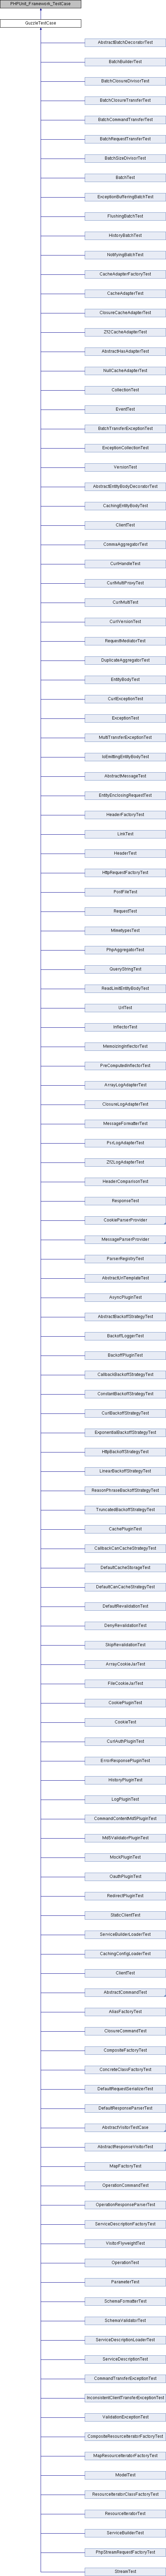 PHPUnit_Framework_TestCase
GuzzleTestCase
AbstractBatchDecoratorTest
BatchBuilderTest
BatchClosureDivisorTest
BatchClosureTransferTest
BatchCommandTransferTest
BatchRequestTransferTest
BatchSizeDivisorTest
BatchTest
ExceptionBufferingBatchTest
FlushingBatchTest
HistoryBatchTest
NotifyingBatchTest
CacheAdapterFactoryTest
CacheAdapterTest
ClosureCacheAdapterTest
Zf2CacheAdapterTest
AbstractHasAdapterTest
NullCacheAdapterTest
CollectionTest
EventTest
BatchTransferExceptionTest
ExceptionCollectionTest
VersionTest
AbstractEntityBodyDecoratorTest
CachingEntityBodyTest
ClientTest
CommaAggregatorTest
CurlHandleTest
CurlMultiProxyTest
CurlMultiTest
CurlVersionTest
RequestMediatorTest
DuplicateAggregatorTest
EntityBodyTest
CurlExceptionTest
ExceptionTest
MultiTransferExceptionTest
IoEmittingEntityBodyTest
AbstractMessageTest
EntityEnclosingRequestTest
HeaderFactoryTest
LinkTest
HeaderTest
HttpRequestFactoryTest
PostFileTest
RequestTest
MimetypesTest
PhpAggregatorTest
QueryStringTest
ReadLimitEntityBodyTest
UrlTest
InflectorTest
MemoizingInflectorTest
PreComputedInflectorTest
ArrayLogAdapterTest
ClosureLogAdapterTest
MessageFormatterTest
PsrLogAdapterTest
Zf2LogAdapterTest
HeaderComparisonTest
ResponseTest
CookieParserProvider
MessageParserProvider
ParserRegistryTest
AbstractUriTemplateTest
AsyncPluginTest
AbstractBackoffStrategyTest
BackoffLoggerTest
BackoffPluginTest
CallbackBackoffStrategyTest
ConstantBackoffStrategyTest
CurlBackoffStrategyTest
ExponentialBackoffStrategyTest
HttpBackoffStrategyTest
LinearBackoffStrategyTest
ReasonPhraseBackoffStrategyTest
TruncatedBackoffStrategyTest
CachePluginTest
CallbackCanCacheStrategyTest
DefaultCacheStorageTest
DefaultCanCacheStrategyTest
DefaultRevalidationTest
DenyRevalidationTest
SkipRevalidationTest
ArrayCookieJarTest
FileCookieJarTest
CookiePluginTest
CookieTest
CurlAuthPluginTest
ErrorResponsePluginTest
HistoryPluginTest
LogPluginTest
CommandContentMd5PluginTest
Md5ValidatorPluginTest
MockPluginTest
OauthPluginTest
RedirectPluginTest
StaticClientTest
ServiceBuilderLoaderTest
CachingConfigLoaderTest
ClientTest
AbstractCommandTest
AliasFactoryTest
ClosureCommandTest
CompositeFactoryTest
ConcreteClassFactoryTest
DefaultRequestSerializerTest
DefaultResponseParserTest
AbstractVisitorTestCase
AbstractResponseVisitorTest
MapFactoryTest
OperationCommandTest
OperationResponseParserTest
ServiceDescriptionFactoryTest
VisitorFlyweightTest
OperationTest
ParameterTest
SchemaFormatterTest
SchemaValidatorTest
ServiceDescriptionLoaderTest
ServiceDescriptionTest
CommandTransferExceptionTest
InconsistentClientTransferExceptionTest
ValidationExceptionTest
CompositeResourceIteratorFactoryTest
MapResourceIteratorFactoryTest
ModelTest
ResourceIteratorClassFactoryTest
ResourceIteratorTest
ServiceBuilderTest
PhpStreamRequestFactoryTest
StreamTest